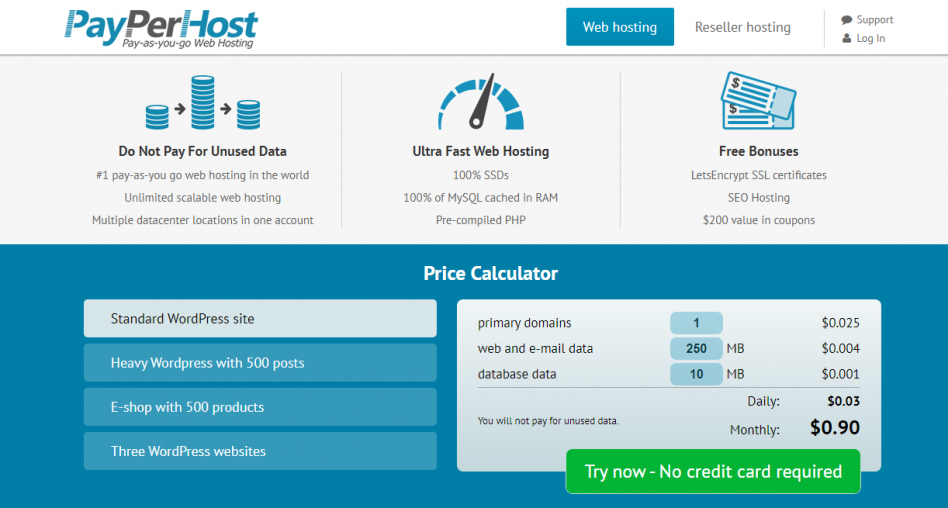 PayPerHost
Pay-as-you-go Web Hosting
Web hosting
Reseller hosting
Support
Log In
Do Not Pay For Unused Data
#1 pay-as-you go web hosting in the world
Unlimited scalable web hosting
Multiple datacenter locations in one account
Ultra Fast Web Hosting
100% SSDs
100% of MySQL cached in RAM
Pre-compiled PHP
$
$
Free Bonuses
LetsEncrypt SSL certificates
SEO Hosting
$200 value in coupons
Price Calculator
Standard WordPress site
Heavy Wordpress with 500 posts
E-shop with 500 products
Three WordPress websites
primary domains 1 $0.025
web and e-mail data 250 MB $0.004
database data 10 MB $0.001
Daily: $0.03
You will not pay for unused data.
Monthly: $0.90
Try now - No credit card required